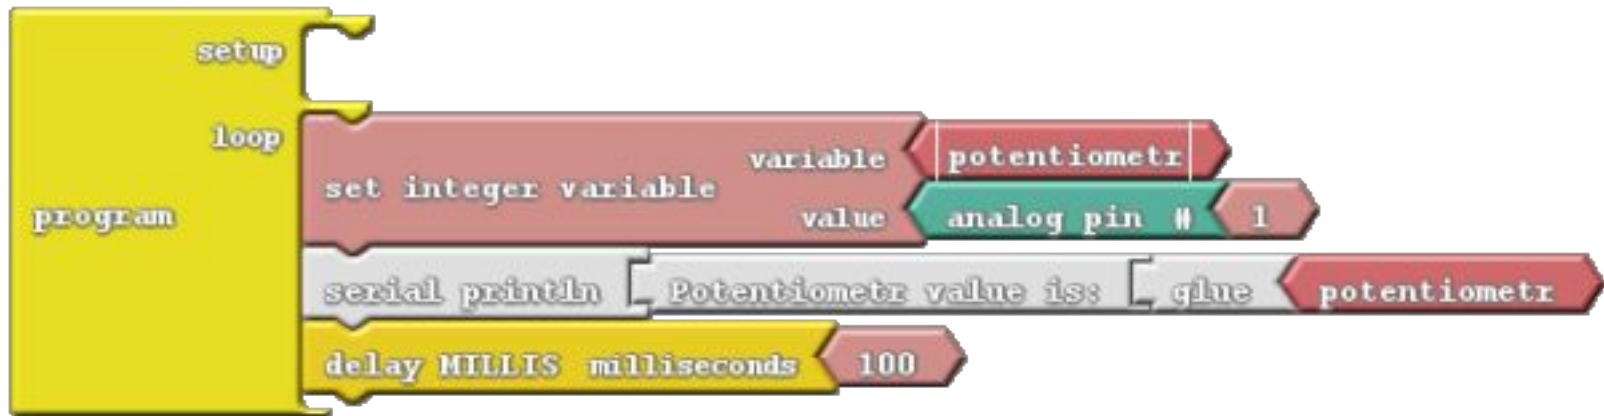 setup
loop
program
set integer variable
variable
potentiometr
value
analog pin #
1
serial println
Potentiometr value is:
glue
potentiometr
delay MILLIS milliseconds
100